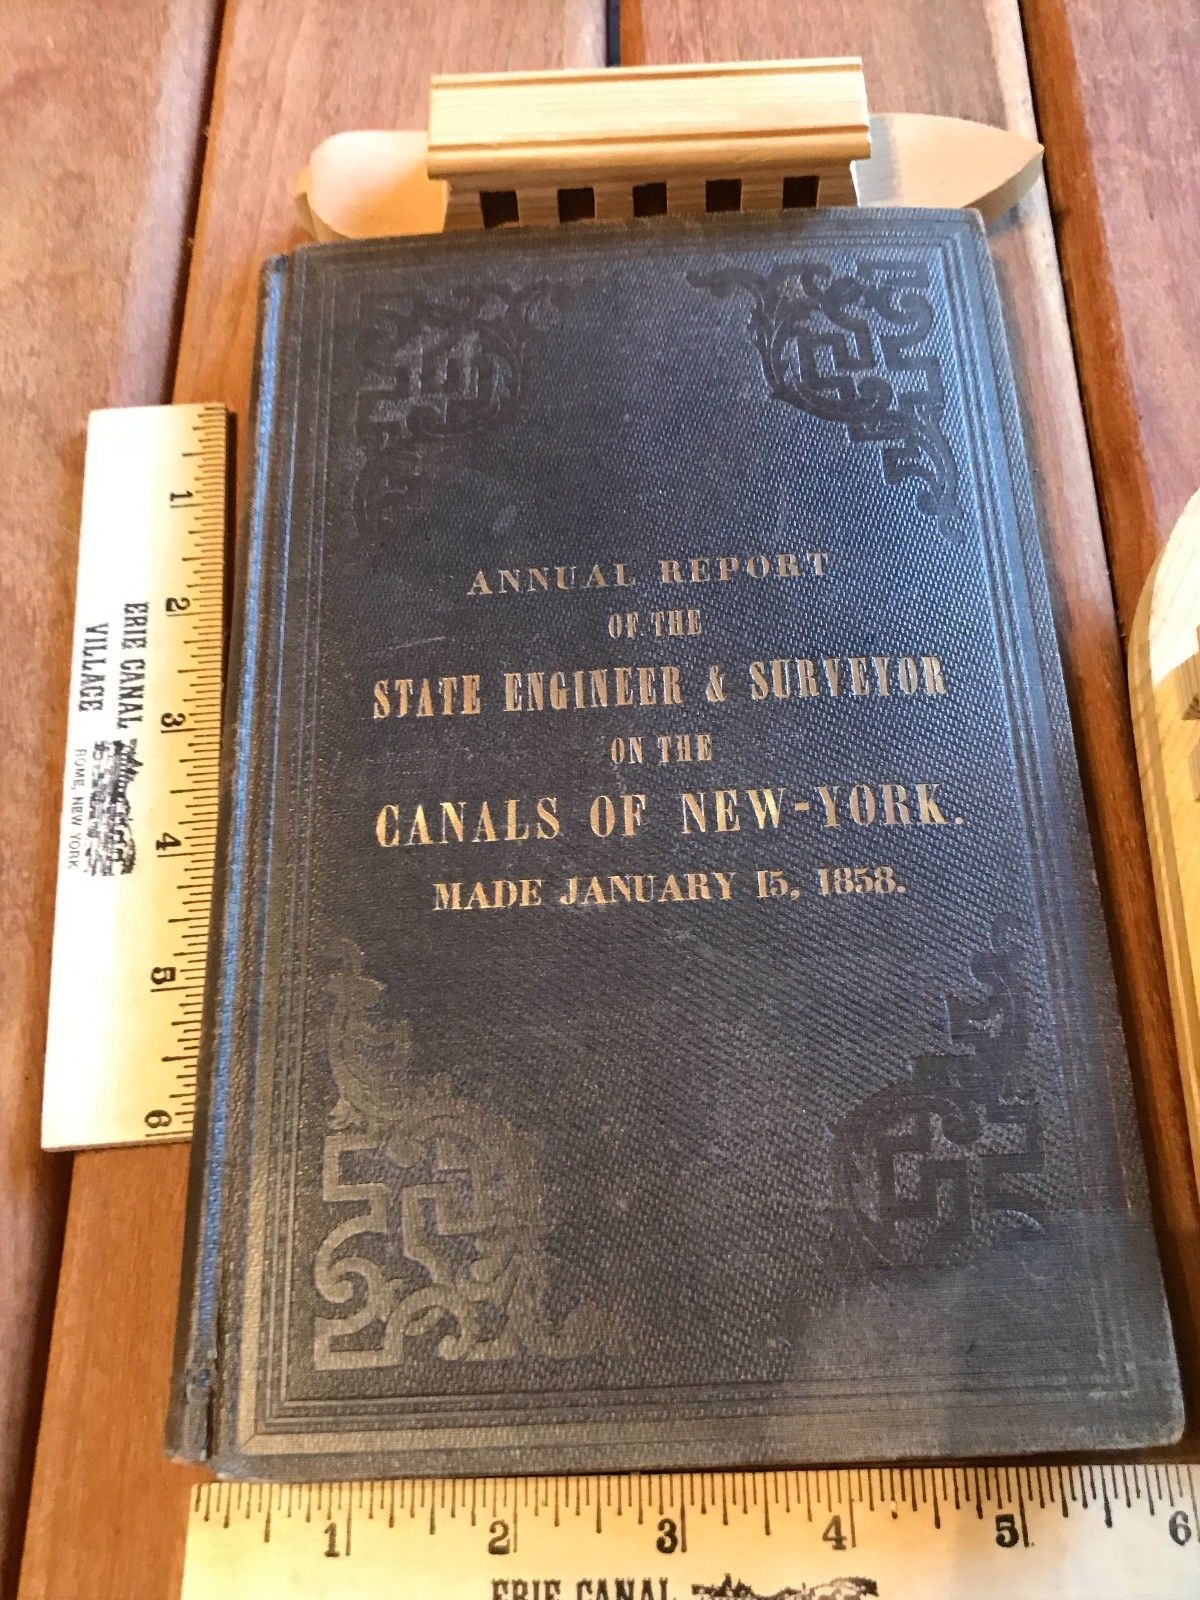 ANNUAL REPORT
OF THE
STATE ENGINEER & SURVEYOR
ON THE
CANALS OF NEW-YORK.
MADE JANUARY 15, 1858.
1 2 3 4 5 6
ERIE CANAL
VILLAGE
ROME, NEW YORK
1 2 3 4 5 6
ERIE CANAL